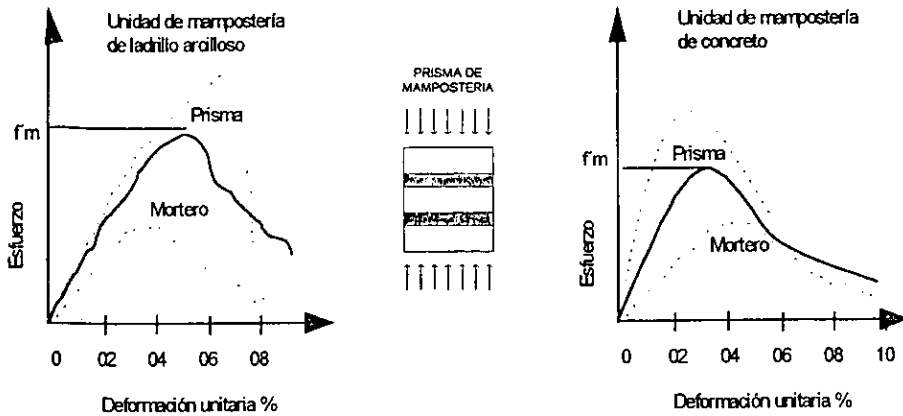 Unidad de mampostería
de ladrillo arcilloso
f'm
Prisma
Mortero
Esfuerzo
0 02 04 06 08
Deformación unitaria %
PRISMA DE
MAMPOSTERIA
Unidad de mampostería
de concreto
f'm
Prisma
Mortero
Esfuerzo
0 02 04 06 08 10
Deformación unitaria %